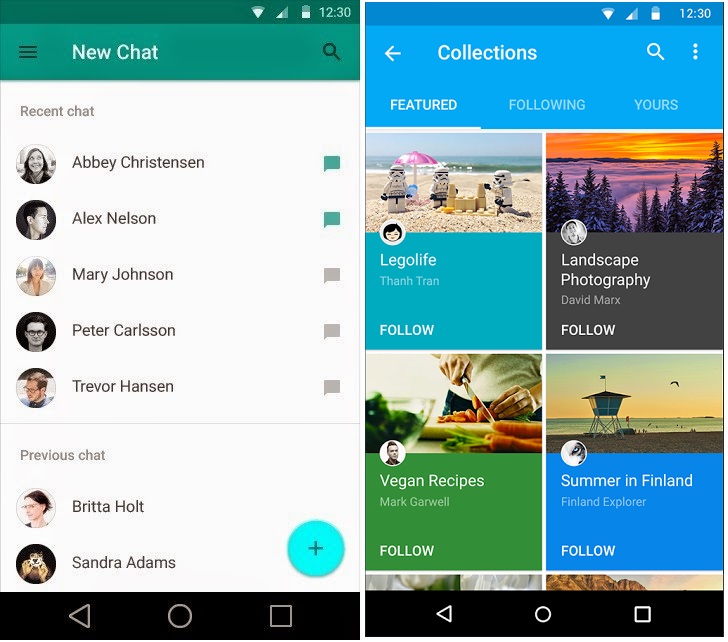 12:30
New Chat
Recent chat
Abbey Christensen
Alex Nelson
Mary Johnson
Peter Carlsson
Trevor Hansen
Previous chat
Britta Holt
Sandra Adams
12:30
Collections
FEATURED FOLLOWING YOURS
Legolife
Thanh Tran
FOLLOW
Landscape
Photography
David Marx
FOLLOW
Vegan Recipes
Mark Garwell
FOLLOW
Summer in Finland
Finland Explorer
FOLLOW